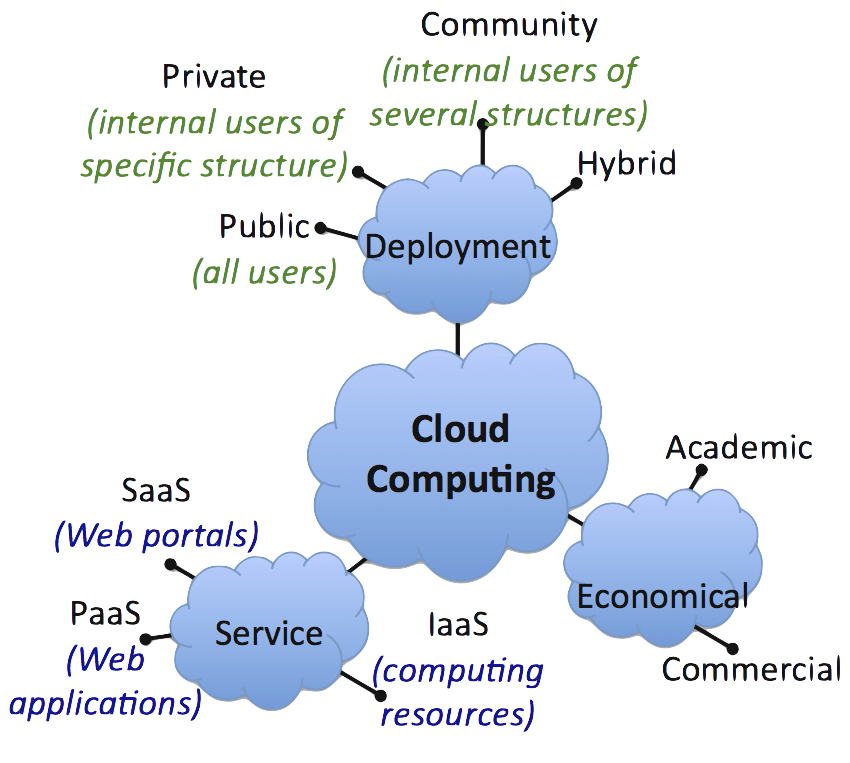 Community
(internal users of
several structures)
Private
(internal users of
specific structure)
Hybrid
Public
(all users)
Deployment
Cloud
Computing
Academic
SaaS
(Web portals)
Economical
PaaS
(Web
applications)
Service
IaaS
(computing
resources)
Commercial